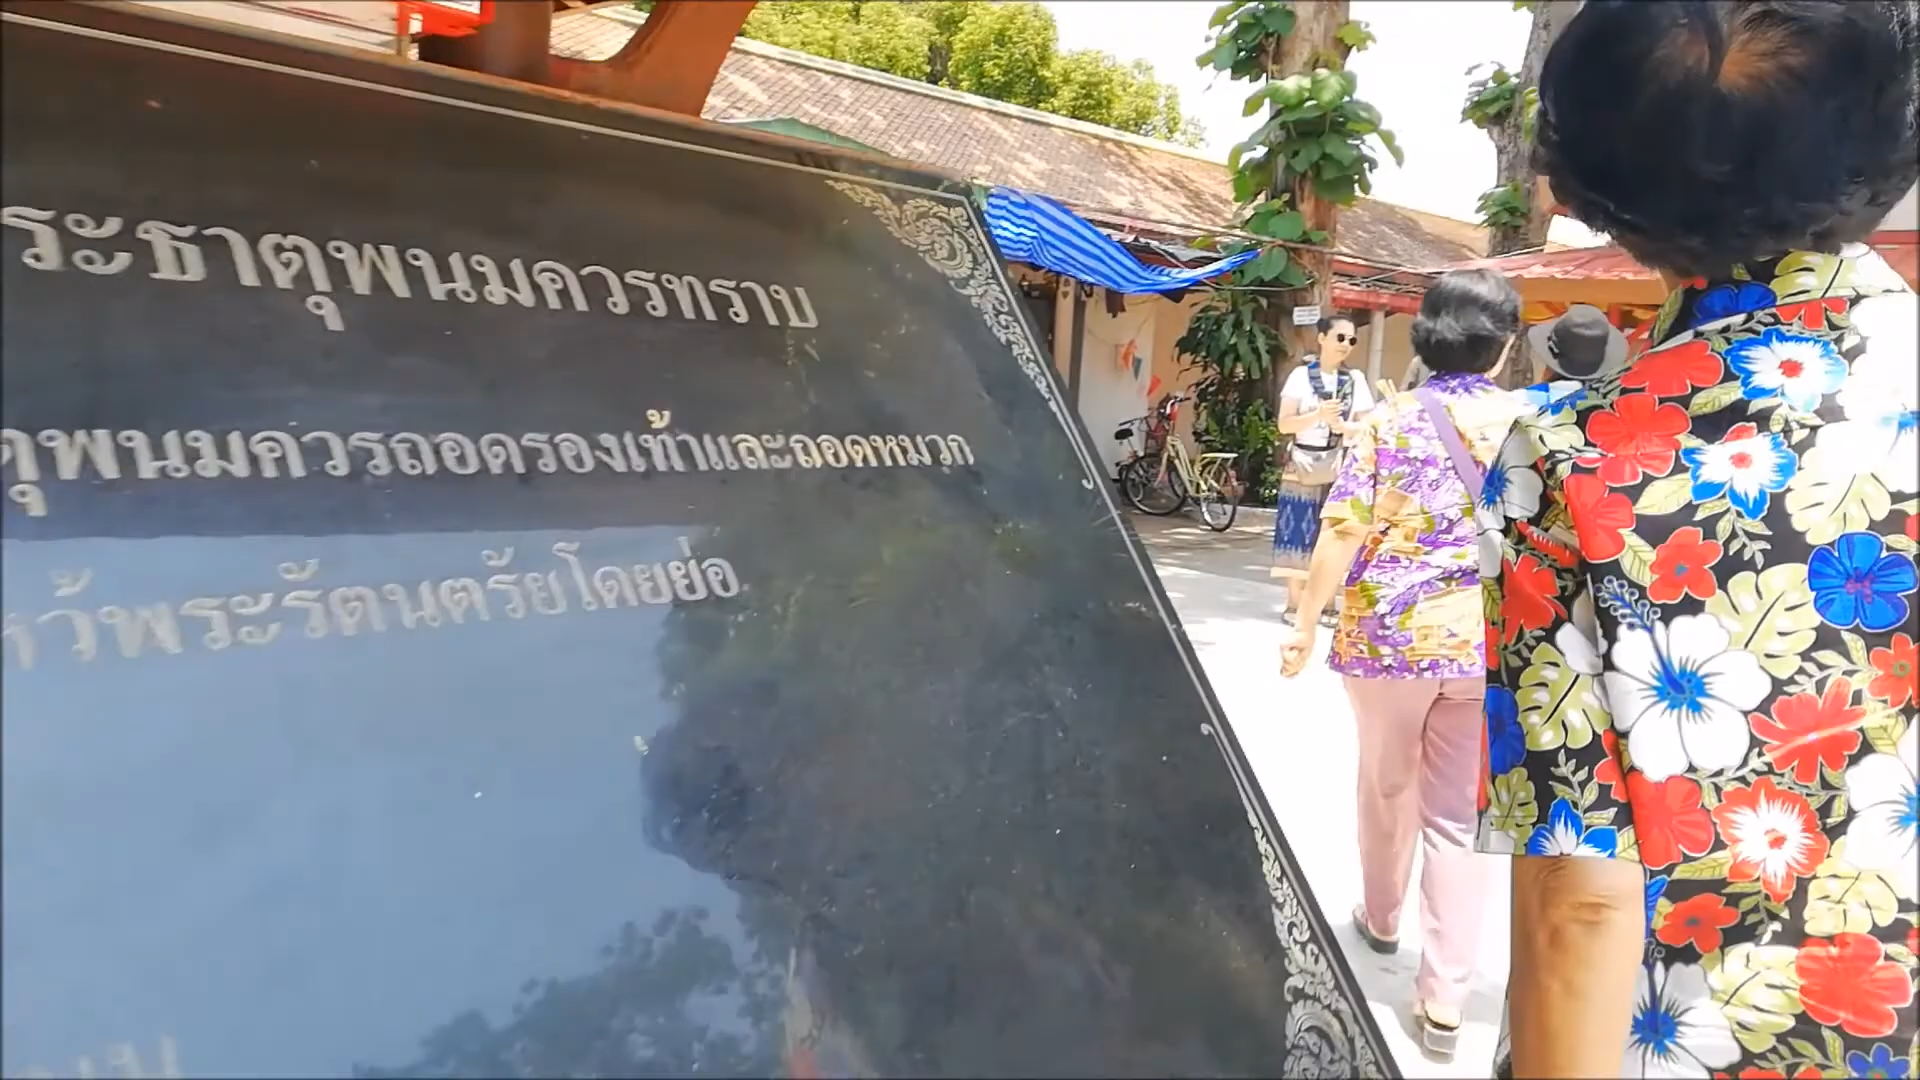 ระธาตุพนมควรทราบ
ตุพนมควรถอดรองเท้าและถอดหมวก
ว้พระรัตนตรัยโดยย่อ